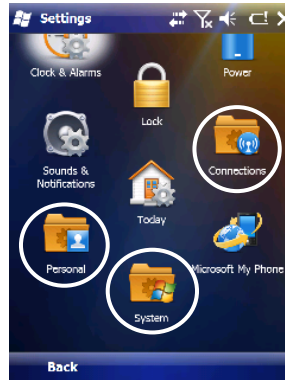 Settings
Clock & Alarms
Power
Lock
Sounds &
Notifications
Connections
Today
Personal
Microsoft My Phone
System
Back